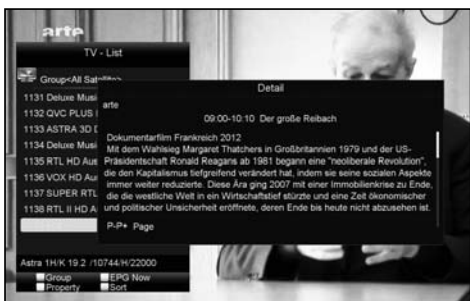 arte
TV - List
Group<All Satellite>
1131 Deluxe Musi
1132 QVC PLUS
1133 ASTRA 3D D
1134 Deluxe Musi
1135 RTL HD Aus
1136 VOX HD Aus
1137 SUPER RTL
1138 RTL II HD A
Astra 1H/K 19.2 /10744/H/22000
Group EPG Now
Property Sort
Detail
arte
09:00-10:10 Der große Reibach
Dokumentarfilm Frankreich 2012
Mit dem Wahlsieg Margaret Thatchers in Großbritannien 1979 und der US-
Präsidentschaft Ronald Reagans ab 1981 begann eine "neoliberale Revolution",
die den Kapitalismus tiefgreifend verändert hat, indem sie seine sozialen Aspekte
immer weiter reduzierte. Diese Ära ging 2007 mit einer Immobilienkrise zu Ende,
die die westliche Welt in ein Wirtschaftstief stürzte und eine Zeit ökonomischer
und politischer Unsicherheit eröffnete, deren Ende bis heute nicht abzusehen ist.
P-P+ Page